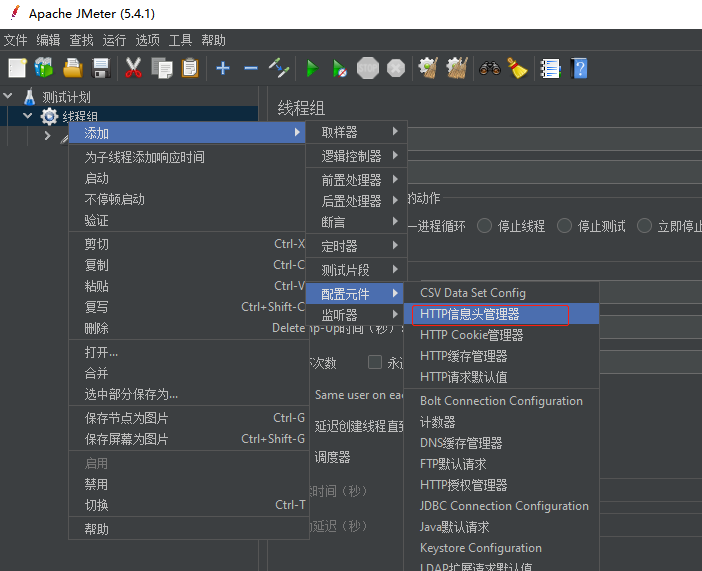 Apache JMeter (5.4.1)
文件 编辑 查找 运行 选项 工具 帮助
测试计划
线程组
线程组
添加
为子线程添加响应时间
启动
不停顿启动
验证
剪切 Ctrl-X
复制 Ctrl-C
粘贴 Ctrl-V
复写 Ctrl+Shift-C
删除 Delete
打开...
合并
选中部分保存为...
保存节点为图片 Ctrl-G
保存屏幕为图片 Ctrl+Shift-G
启用
禁用
切换 Ctrl-T
帮助
取样器
逻辑控制器
前置处理器
后置处理器
断言
定时器
测试片段
配置元件
监听器
CSV Data Set Config
HTTP信息头管理器
HTTP Cookie管理器
HTTP缓存管理器
HTTP请求默认值
Bolt Connection Configuration
计数器
DNS缓存管理器
FTP默认请求
HTTP授权管理器
JDBC Connection Configuration
Java默认请求
Keystore Configuration
LDAP扩展请求默认值
的动作
一进程循环 停止线程 停止测试 立即停止
mp-Up时间（秒）
次数 永
Same user on eac
延迟创建线程直到
调度器
时间（秒）
延迟（秒）